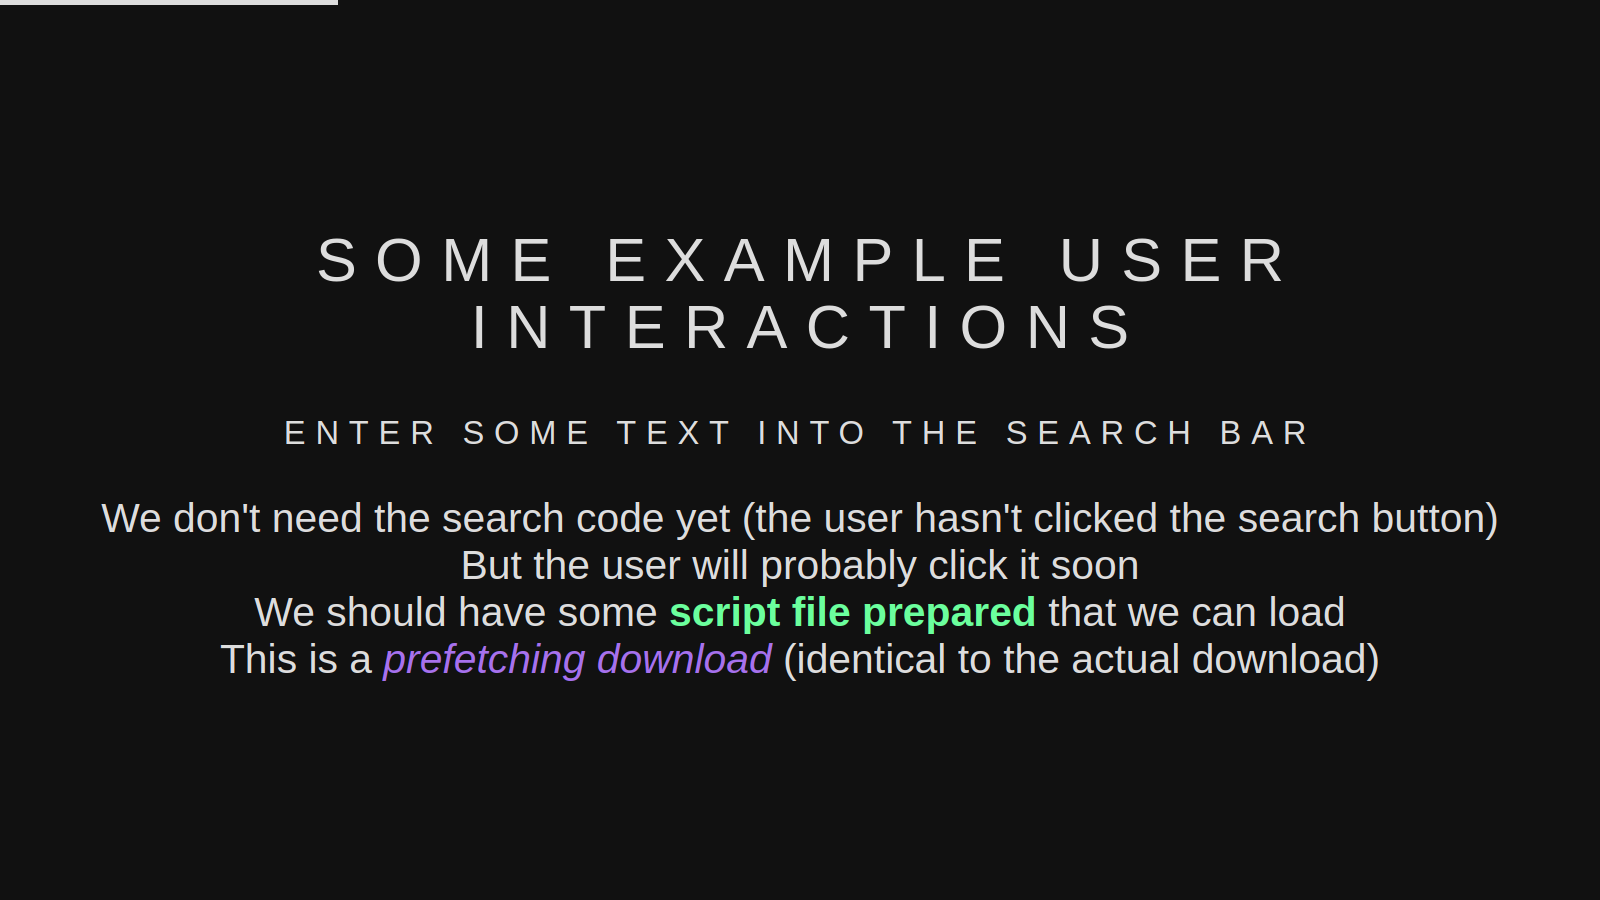 SOME EXAMPLE USER
INTERACTIONS
ENTER SOME TEXT INTO THE SEARCH BAR
We don't need the search code yet (the user hasn't clicked the search button)
But the user will probably click it soon
We should have some script file prepared that we can load
This is a prefetching download (identical to the actual download)